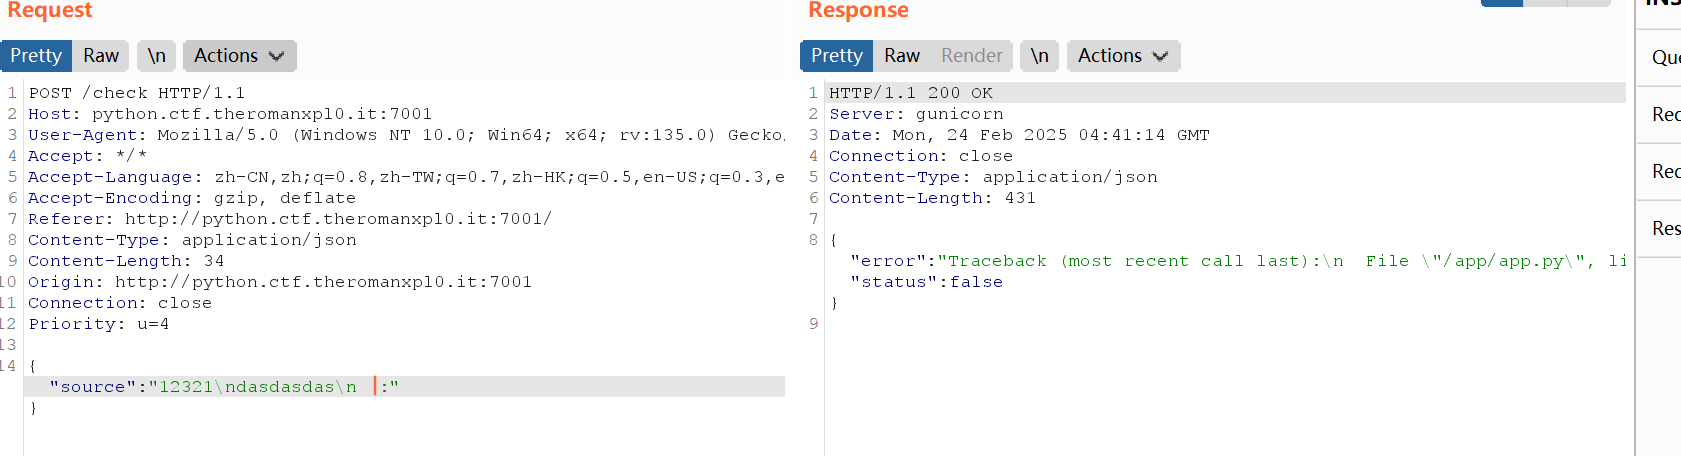 Request
Pretty Raw \n Actions
1 POST /check HTTP/1.1
2 Host: python.ctf.theromanxpl0.it:7001
3 User-Agent: Mozilla/5.0 (Windows NT 10.0; Win64; x64; rv:135.0) Gecko/
4 Accept: */*
5 Accept-Language: zh-CN,zh;q=0.8,zh-TW;q=0.7,zh-HK;q=0.5,en-US;q=0.3,e
6 Accept-Encoding: gzip, deflate
7 Referer: http://python.ctf.theromanxpl0.it:7001/
8 Content-Type: application/json
9 Content-Length: 34
10 Origin: http://python.ctf.theromanxpl0.it:7001
11 Connection: close
12 Priority: u=4
13
14 {
"source":"12321\ndasdasdas\n  :"
}
Response
Pretty Raw Render \n Actions
1 HTTP/1.1 200 OK
2 Server: gunicorn
3 Date: Mon, 24 Feb 2025 04:41:14 GMT
4 Connection: close
5 Content-Type: application/json
6 Content-Length: 431
7
8 {
"error":"Traceback (most recent call last):\n  File \"/app/app.py\", li
"status":false
}
9